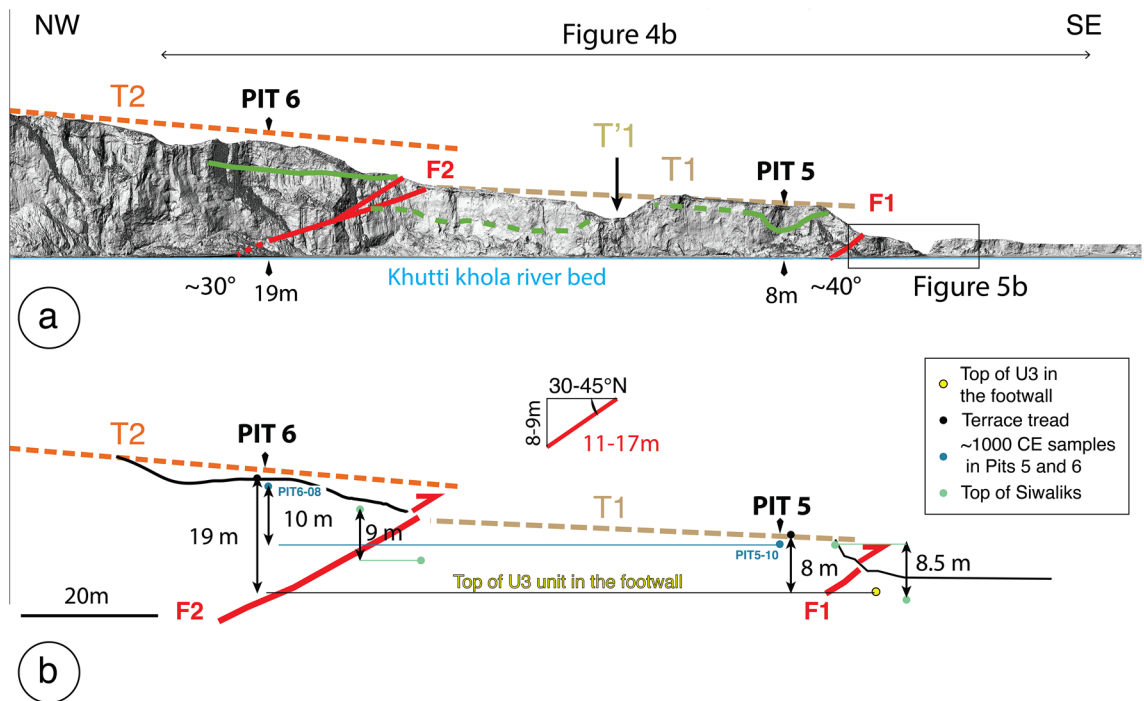 NW
SE
Figure 4b
T2
PIT 6
T'1
F2
T1
PIT 5
F1
Khutti khola river bed
~30°
19m
8m
~40°
Figure 5b
a
30-45°N
8-9m
11-17m
Top of U3 in
the footwall
Terrace tread
~1000 CE samples
in Pits 5 and 6
Top of Siwaliks
T2
PIT 6
PIT6-08
10 m
19 m
9 m
T1
PIT 5
PIT5-10
8 m
8.5 m
Top of U3 unit in the footwall
20m
F2
F1
b